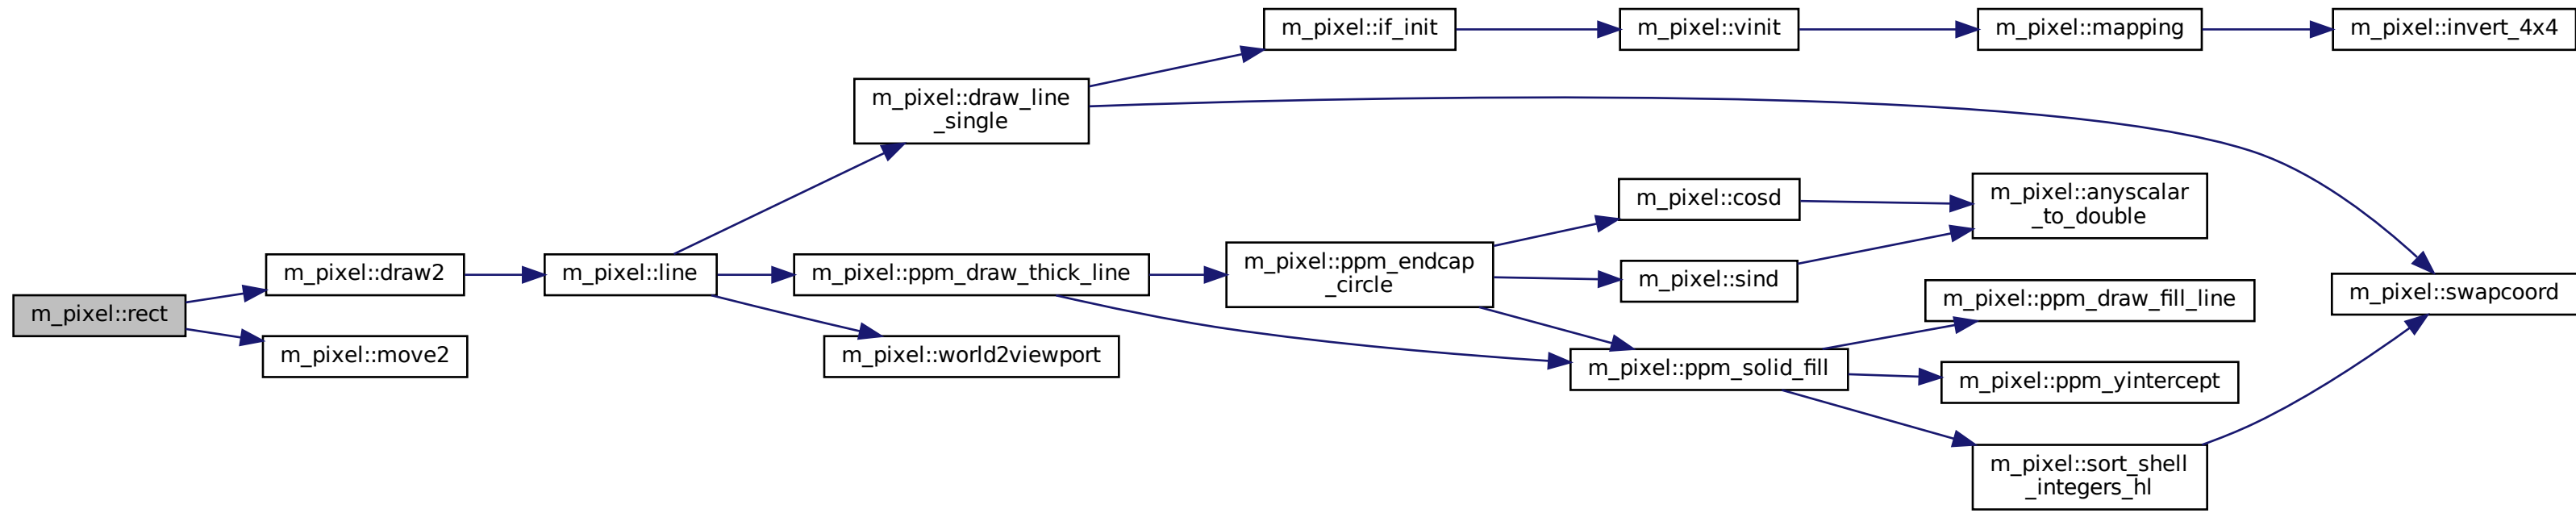 m_pixel::rect
m_pixel::draw2
m_pixel::move2
m_pixel::line
m_pixel::draw_line
_single
m_pixel::ppm_draw_thick_line
m_pixel::world2viewport
m_pixel::if_init
m_pixel::vinit
m_pixel::mapping
m_pixel::invert_4x4
m_pixel::ppm_endcap
_circle
m_pixel::cosd
m_pixel::sind
m_pixel::anyscalar
_to_double
m_pixel::ppm_solid_fill
m_pixel::ppm_draw_fill_line
m_pixel::ppm_yintercept
m_pixel::sort_shell
_integers_hl
m_pixel::swapcoord